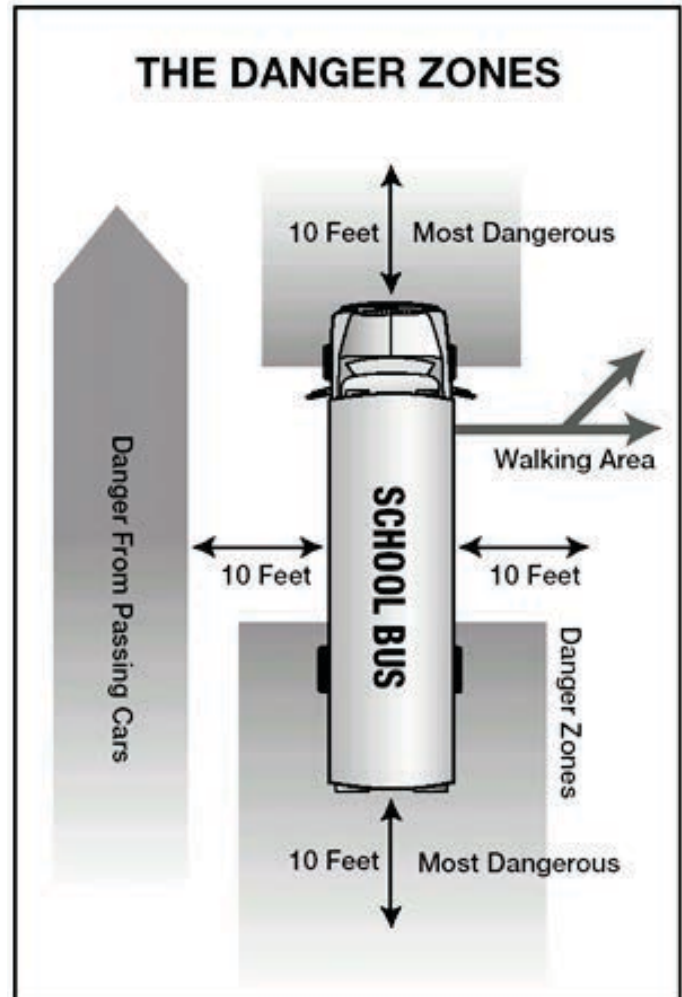 THE DANGER ZONES
10 Feet
Most Dangerous
Walking Area
Danger From Passing Cars
SCHOOL BUS
10 Feet
10 Feet
Danger Zones
10 Feet
Most Dangerous